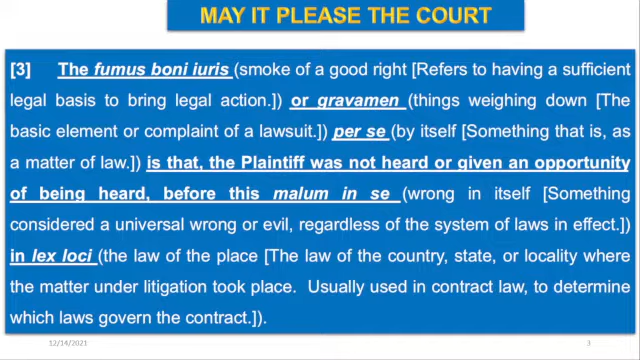 MAY IT PLEASE THE COURT
[3] The fumus boni iuris (smoke of a good right [Refers to having a sufficient
legal basis to bring legal action.]) or gravamen (things weighing down [The
basic element or complaint of a lawsuit.]) per se (by itself [Something that is, as
a matter of law.]) is that, the Plaintiff was not heard or given an opportunity
of being heard, before this malum in se (wrong in itself [Something
considered a universal wrong or evil, regardless of the system of laws in effect.])
in lex loci (the law of the place [The law of the country, state, or locality where
the matter under litigation took place. Usually used in contract law, to determine
which laws govern the contract.]).
12/14/2021 3